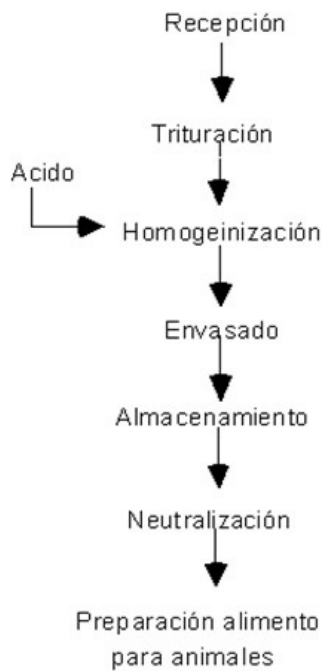 Recepción
Trituración
Acido
Homogeinización
Envasado
Almacenamiento
Neutralización
Preparación alimento
para animales